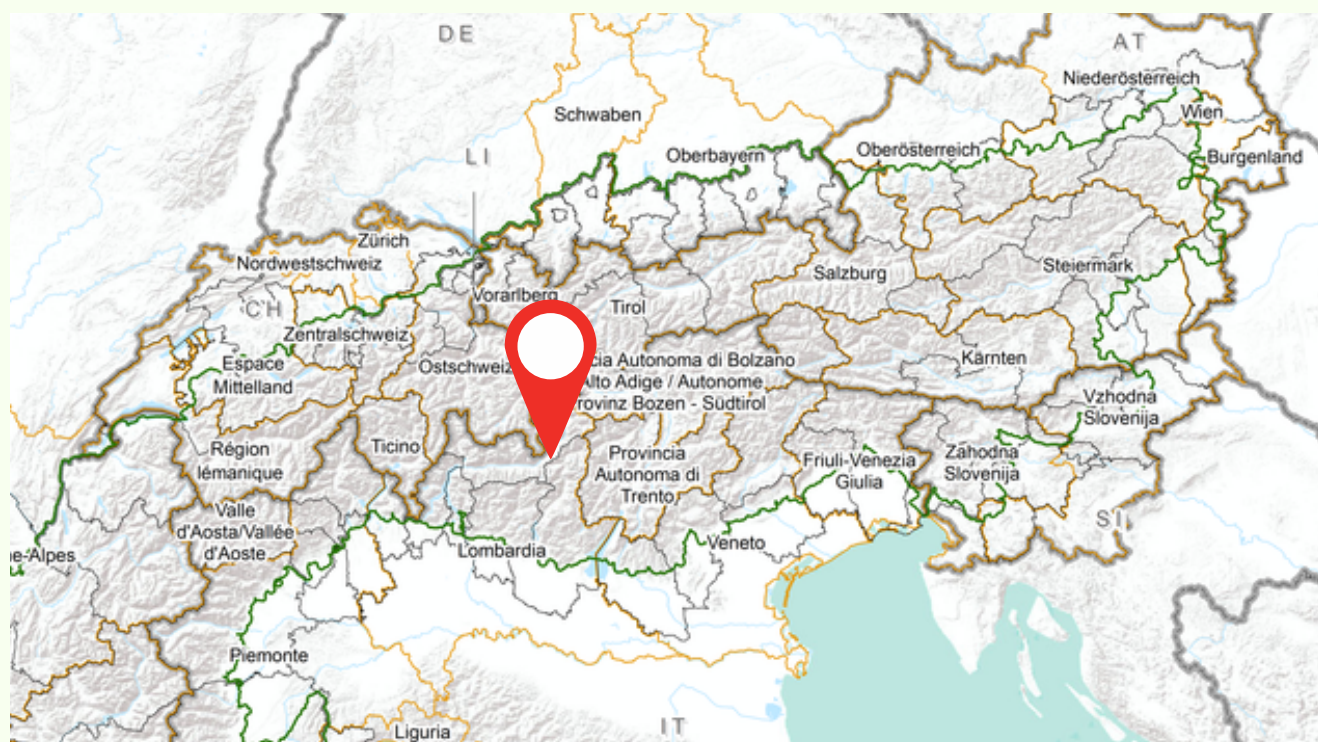 DE
AT
Niederösterreich
Schwaben
Wien
LI
Oberbayern
Oberösterreich
Burgenland
Zürich
Nordwestschweiz
Salzburg
Steiermark
Vorarlberg
Tirol
CH
Zentralschweiz
Ostschweiz
cia Autonoma di Bolzano
Alto Adige / Autonome
rovinz Bozen - Südtirol
Kärnten
Espace
Mittelland
Vzhodna
Slovenija
Région
lémanique
Ticino
Provincia
Autonoma di
Trento
Friuli-Venezia
Giulia
Zahodna
Slovenija
Valle
d'Aosta/Vallée
d'Aoste
SI
e-Alpes
Lombardia
Veneto
Piemonte
Liguria
IT